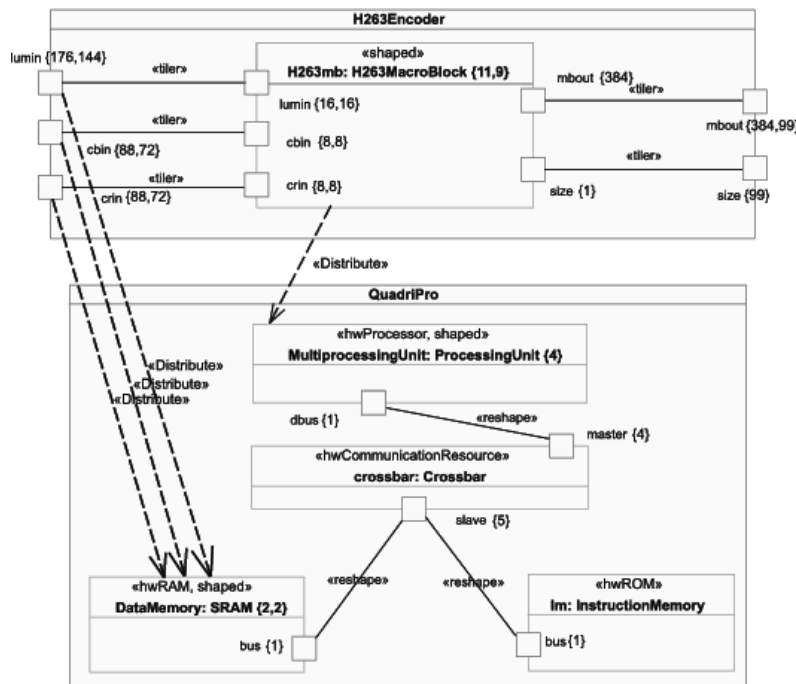 H263Encoder
lumin {176,144}
«tiler»
«shaped»
H263mb: H263MacroBlock {11,9}
mbout {384}
«tiler»
lumin {16,16}
mbout {384,99}
«tiler»
cbin {88,72}
cbin {8,8}
«tiler»
«tiler»
crin {88,72}
crin {8,8}
size {1}
size {99}
«Distribute»
QuadriPro
«hwProcessor, shaped»
MultiprocessingUnit: ProcessingUnit {4}
«Distribute»
«Distribute»
«Distribute»
dbus {1}
«reshape»
master {4}
«hwCommunicationResource»
crossbar: Crossbar
slave {5}
«hwRAM, shaped»
DataMemory: SRAM {2,2}
«reshape»
«reshape»
«hwROM»
Im: InstructionMemory
bus {1}
bus{1}